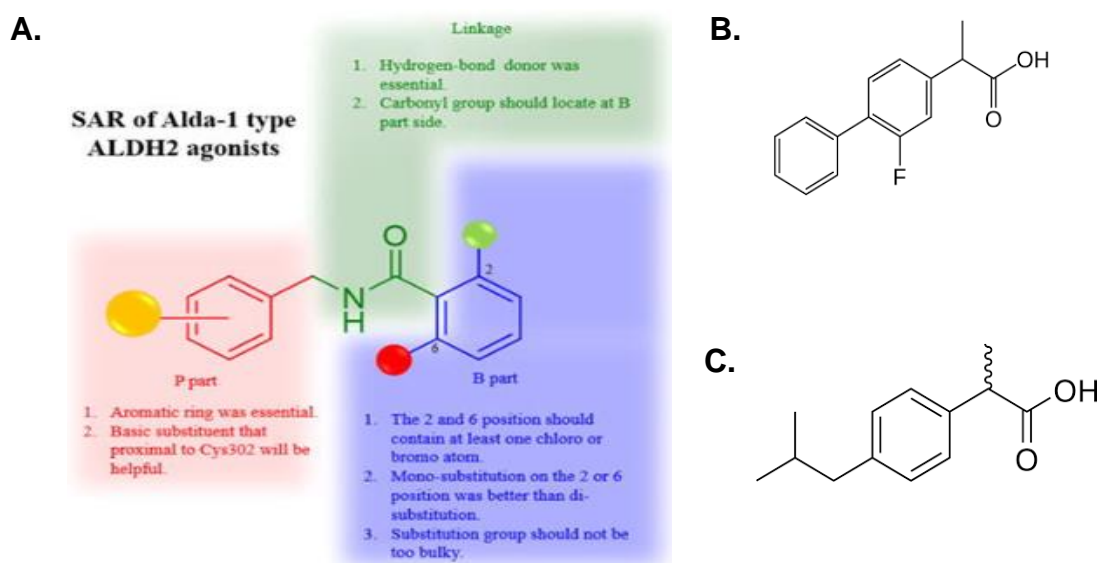 A.
Linkage
1. Hydrogen-bond donor was
essential.
2. Carbonyl group should locate at B
part side.
SAR of Alda-1 type
ALDH2 agonists
O
N
H
2
6
P part
1. Aromatic ring was essential.
2. Basic substituent that
proximal to Cys302 will be
helpful.
B part
1. The 2 and 6 position should
contain at least one chloro or
bromo atom.
2. Mono-substitution on the 2 or 6
position was better than di-
substitution.
3. Substitution group should not be
too bulky.
B.
OH
O
F
C.
OH
O